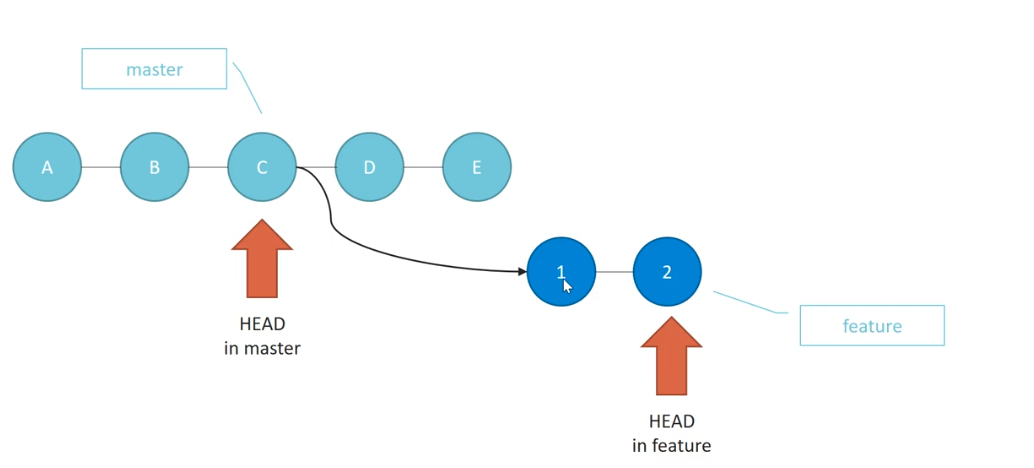 master
A
B
C
D
E
1
2
HEAD
in master
feature
HEAD
in feature